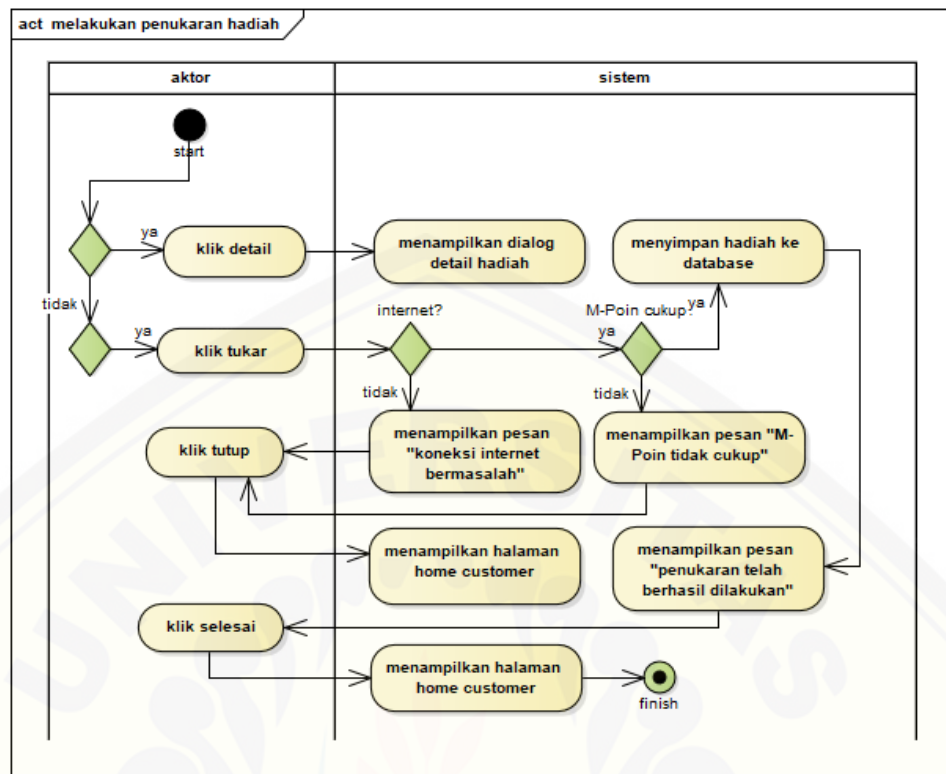 act melakukan penukaran hadiah
aktor
sistem
start
ya
klik detail
menampilkan dialog
detail hadiah
menyimpan hadiah ke
database
tidak
ya
klik tukar
internet?
ya
M-Poin cukup?
ya
tidak
tidak
klik tutup
menampilkan pesan
"koneksi internet
bermasalah"
menampilkan pesan "M-
Poin tidak cukup"
menampilkan halaman
home customer
menampilkan pesan
"penukaran telah
berhasil dilakukan"
klik selesai
menampilkan halaman
home customer
finish
UNIVERSITAS